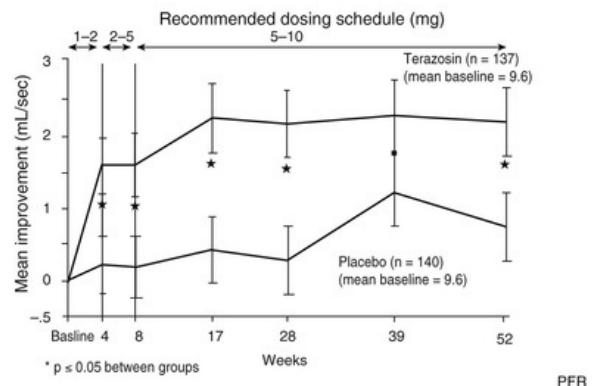 Recommended dosing schedule (mg)
1–2 2–5 5–10
Terazosin (n = 137)
(mean baseline = 9.6)
Mean improvement (mL/sec)
3
2
1
0
–.5
Placebo (n = 140)
(mean baseline = 9.6)
Basline 4 8 17 28 39 52
Weeks
* p ≤ 0.05 between groups
PFR